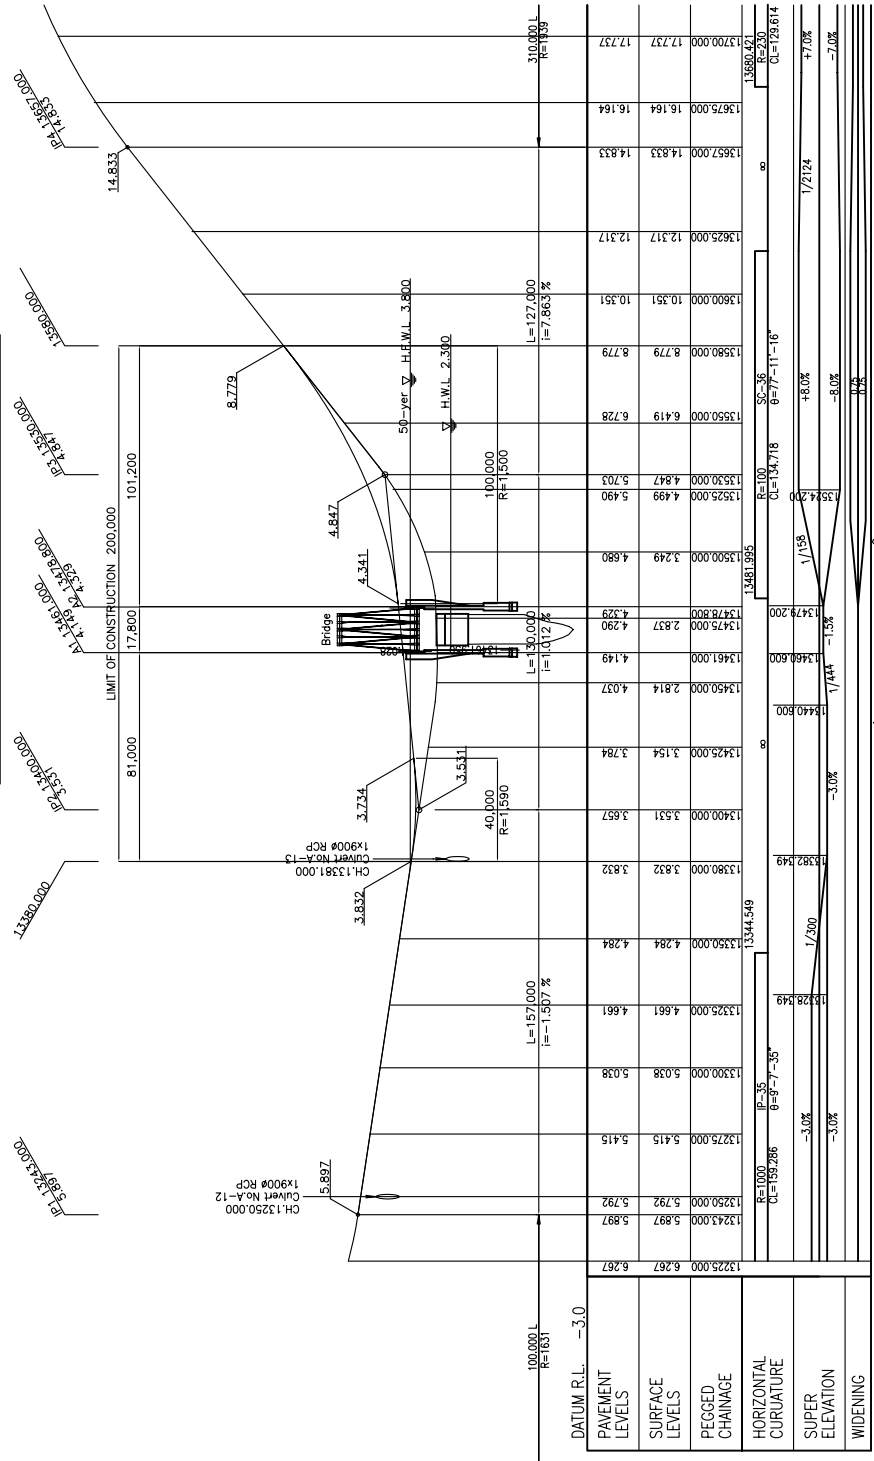 IP1 13243.000
5.897
13380.000
IP2 13400.000
3.531
A1 13461.000
4.149
A2 13478.800
4.329
IP3 13530.000
4.847
13580.000
IP4 13657.000
14.833
LIMIT OF CONSTRUCTION 200,000
81,000
17,800
101,200
5.897
CH.13250.000
Culvert No.A-12
1x900ø RCP
3.832
CH.13381.000
Culvert No.A-13
1x900ø RCP
3.734
3.531
Bridge
4.341
4.847
8.779
14.833
50-yer H.F.W.L 3.800
H.W.L 2.300
40,000
R=1,590
100,000
R=1,500
100.000 L
R=1631
L=157,000
i=-1.507 %
L=130,000
i=1.012 %
L=127,000
i=7.863 %
310.000 L
R=1939
DATUM R.L. -3.0
PAVEMENT
LEVELS
6.267
5.897
5.792
5.415
5.038
4.661
4.284
3.832
3.657
3.784
4.037
4.149
4.290
4.329
4.680
5.490
5.703
6.728
8.779
10.351
12.317
14.833
16.164
17.737
SURFACE
LEVELS
6.267
5.897
5.792
5.415
5.038
4.661
4.284
3.832
3.531
3.154
2.814
2.837
3.249
4.499
4.847
6.419
8.779
10.351
12.317
14.833
16.164
17.737
PEGGED
CHAINAGE
13225.000
13243.000
13250.000
13275.000
13300.000
13325.000
13350.000
13380.000
13400.000
13425.000
13450.000
13461.000
13475.000
13478.800
13500.000
13525.000
13530.000
13550.000
13580.000
13600.000
13625.000
13657.000
13675.000
13700.000
HORIZONTAL
CURUATURE
R=1000 IP-35
CL=159.286 θ=9°-7'-35"
13344.549
∞
13481.995
R=100 SC-36
CL=134.718 θ=77°-11'-16"
∞
13680.421
R=230
CL=129.614
SUPER
ELEVATION
-3.0%
-3.0%
13328.349
1/300
13382.349
-3.0%
13440.600
1/444
13460.600
-1.5%
13479.200
1/158
13524.200
+8.0%
-8.0%
1/2124
+7.0%
-7.0%
WIDENING
0.75
0.75